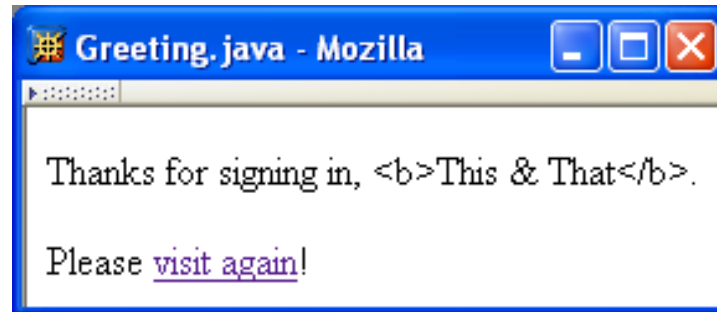 Greeting.java - Mozilla
Thanks for signing in, <b>This & That</b>.
Please visit again!